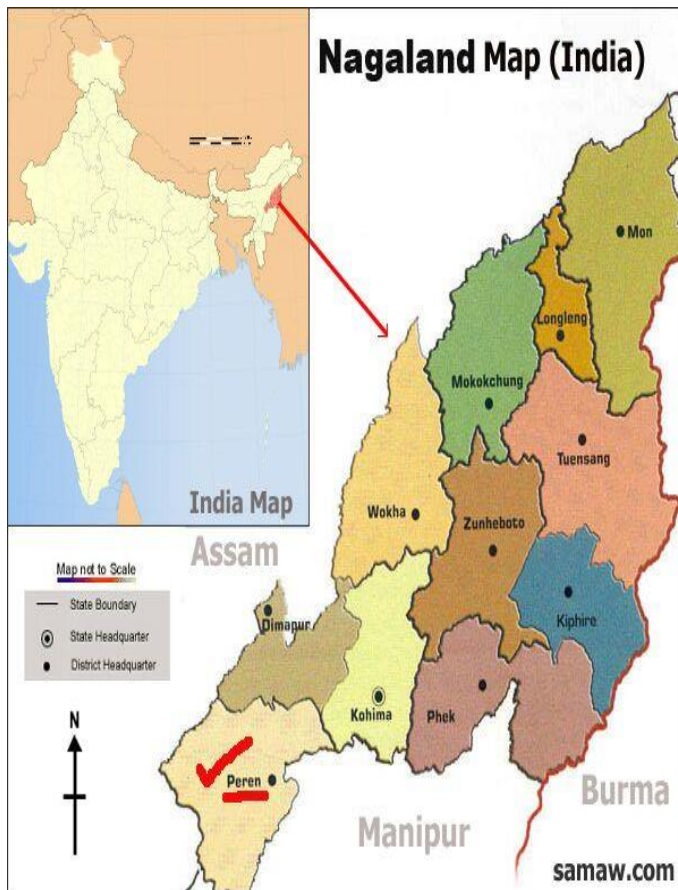 Nagaland Map (India)
Mon
Longleng
Mokokchung
Tuensang
India Map
Wokha
Zunheboto
Assam
Map not to Scale
State Boundary
State Headquarter
District Headquarter
Dimapur
Kiphire
N
Kohima
Phek
Peren
Burma
Manipur
samaw.com